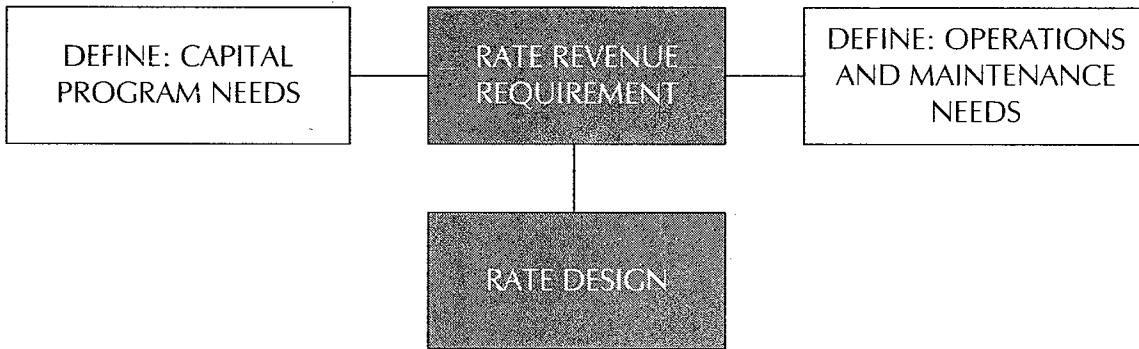 DEFINE: CAPITAL
PROGRAM NEEDS
RATE REVENUE
REQUIREMENT
DEFINE: OPERATIONS
AND MAINTENANCE
NEEDS
RATE DESIGN